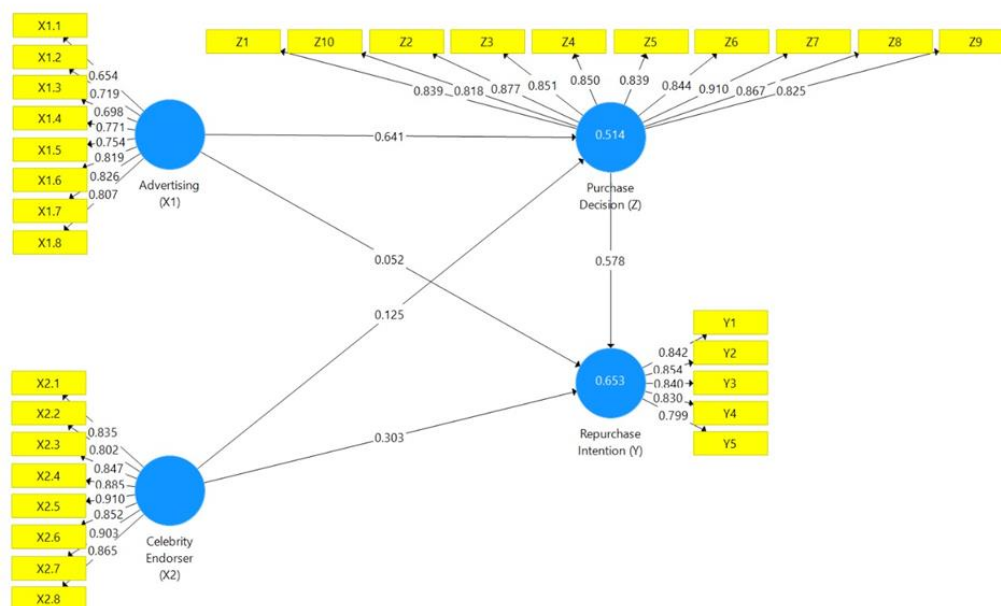 X1.1
X1.2
X1.3
X1.4
X1.5
X1.6
X1.7
X1.8
0.654
0.719
0.698
0.771
0.754
0.819
0.826
0.807
Advertising
(X1)
Z1 Z10 Z2 Z3 Z4 Z5 Z6 Z7 Z8 Z9
0.839 0.818 0.877 0.851 0.850 0.839 0.844 0.910 0.867 0.825
0.514
Purchase
Decision (Z)
0.641
0.052
0.125
0.578
0.303
X2.1
X2.2
X2.3
X2.4
X2.5
X2.6
X2.7
X2.8
0.835
0.802
0.847
0.885
0.910
0.852
0.903
0.865
Celebrity
Endorser
(X2)
0.653
Repurchase
Intention (Y)
0.842
0.854
0.840
0.830
0.799
Y1
Y2
Y3
Y4
Y5